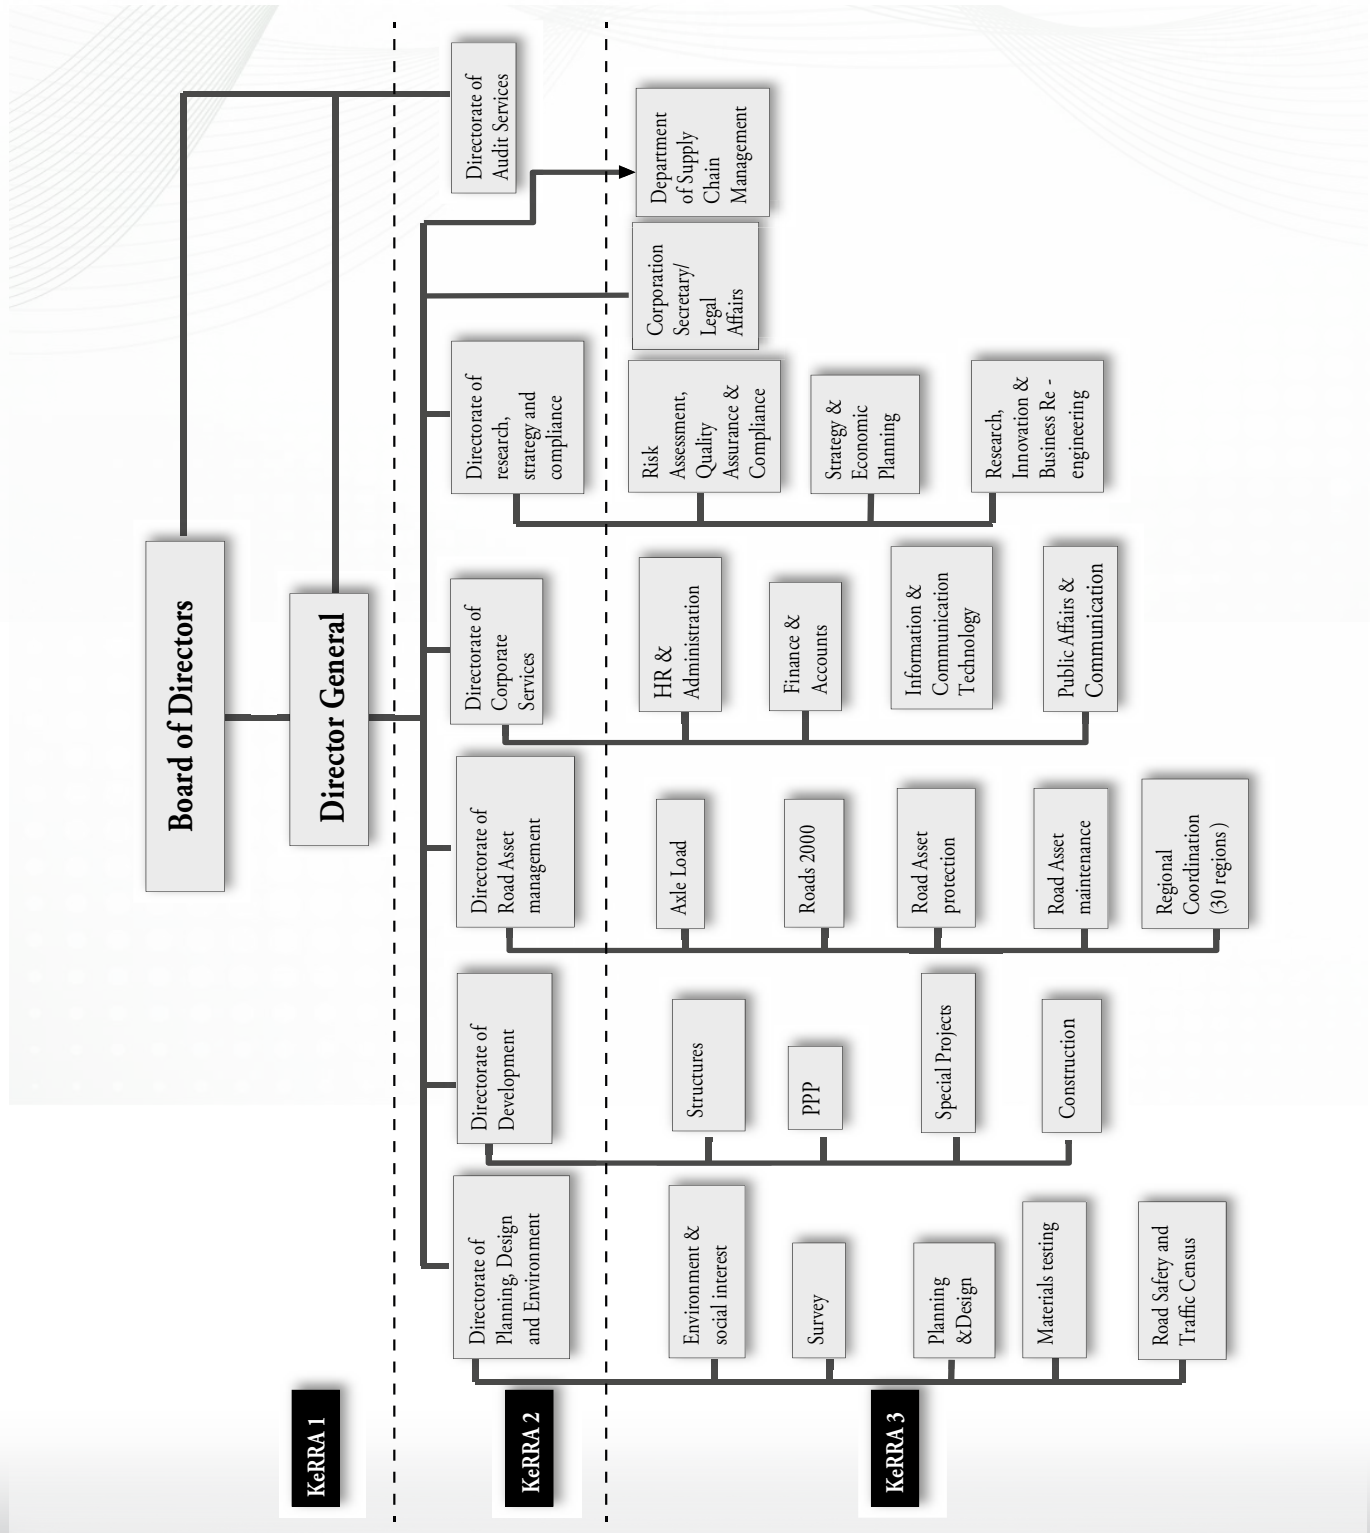 Board of Directors
Director General
KeRRA 1
KeRRA 2
Directorate of
Planning, Design
and Environment
Directorate of
Development
Directorate of
Road Asset
management
Directorate of
Corporate
Services
Directorate of
research,
strategy and
compliance
Directorate of
Audit Services
KeRRA 3
Environment &
social interest
Survey
Planning
&Design
Materials testing
Road Safety and
Traffic Census
Structures
PPP
Special Projects
Construction
Axle Load
Roads 2000
Road Asset
protection
Road Asset
maintenance
Regional
Coordination
(30 regions )
HR &
Administration
Finance &
Accounts
Information &
Communication
Technology
Public Affairs &
Communication
Risk
Assessment,
Quality
Assurance &
Compliance
Strategy &
Economic
Planning
Research,
Innovation &
Business Re -
engineering
Corporation
Secretary/
Legal
Affairs
Department
of Supply
Chain
Management